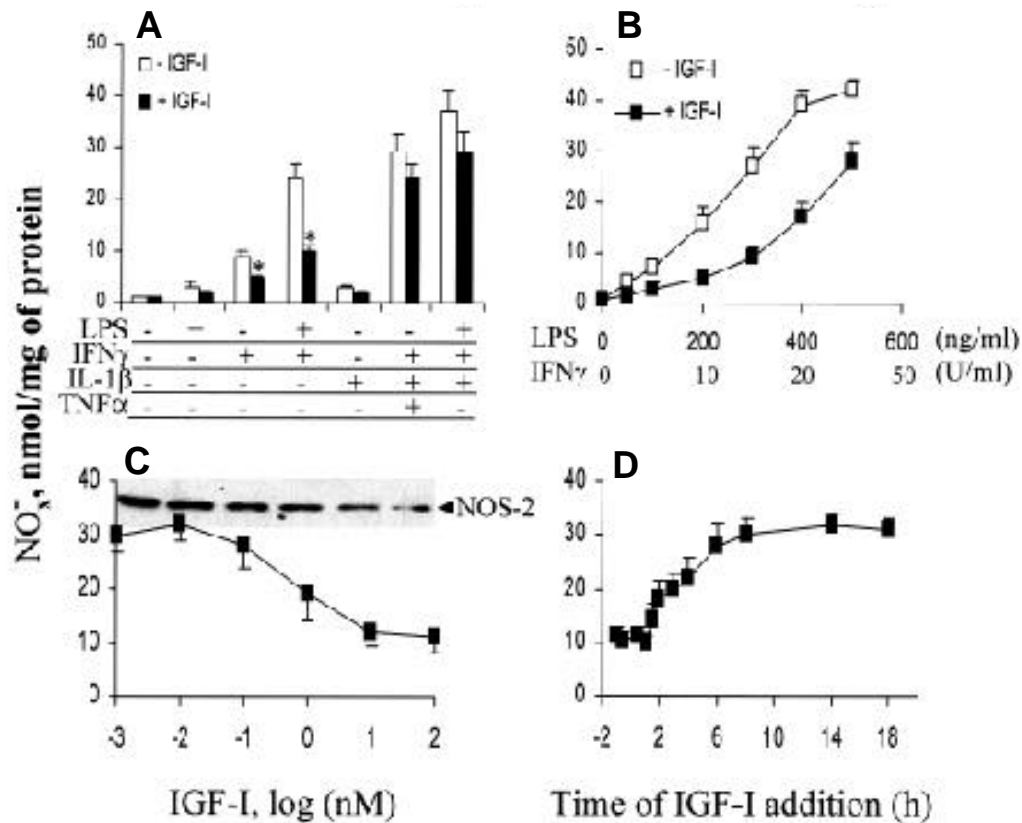 NO⁻x, nmol/mg of protein
A
50
40
30
20
10
0
- IGF-I
+ IGF-I
*
*
LPS - – - + - - +
IFNγ - - + + - + +
IL-1β - - - - + + +
TNFα - - - - - + -
B
50
40
30
20
10
0
- IGF-I
+ IGF-I
LPS 0 200 400 600 (ng/ml)
IFNγ 0 10 20 50 (U/ml)
C
40
30
20
10
0
NOS-2
-3 -2 -1 0 1 2
IGF-I, log (nM)
D
40
30
20
10
0
-2 2 6 10 14 18
Time of IGF-I addition (h)